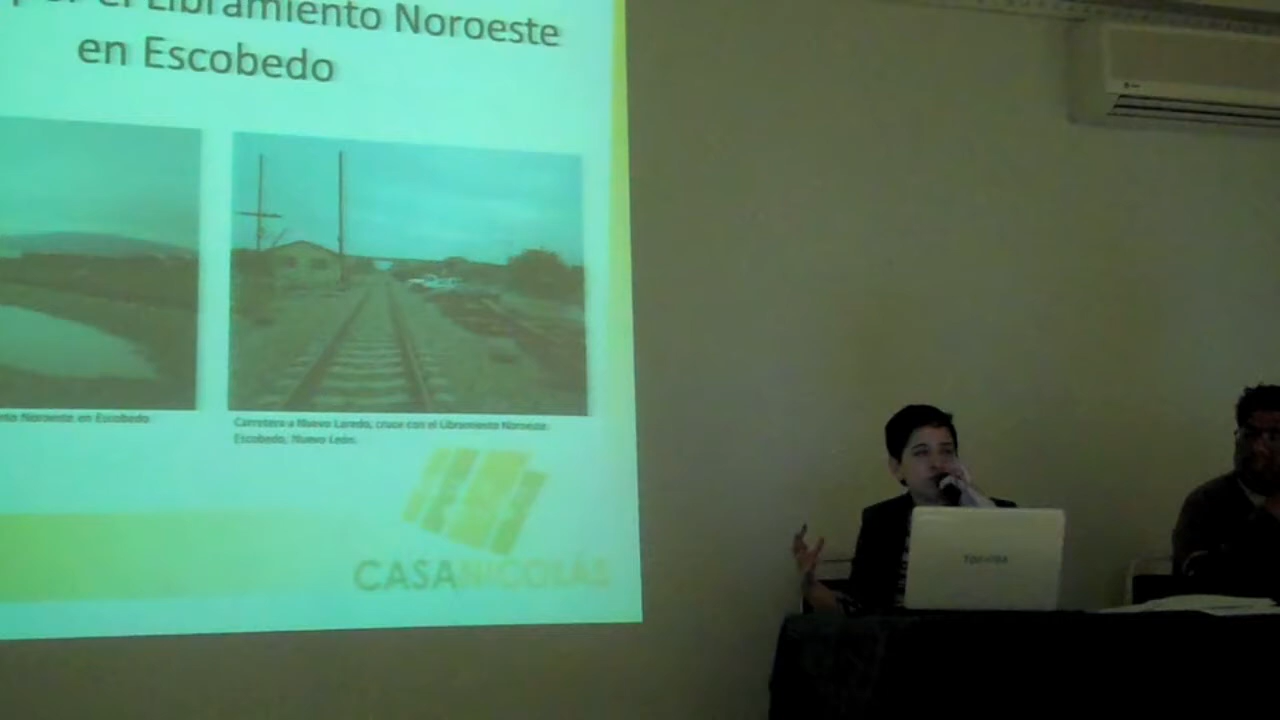 el Libramiento Noroeste
en Escobedo
Noroeste en Escobedo
Carretera a Nuevo Laredo, cruce con el Libramiento Noroeste.
Escobedo, Nuevo León.
CASANICOLÁS
TOSHIBA